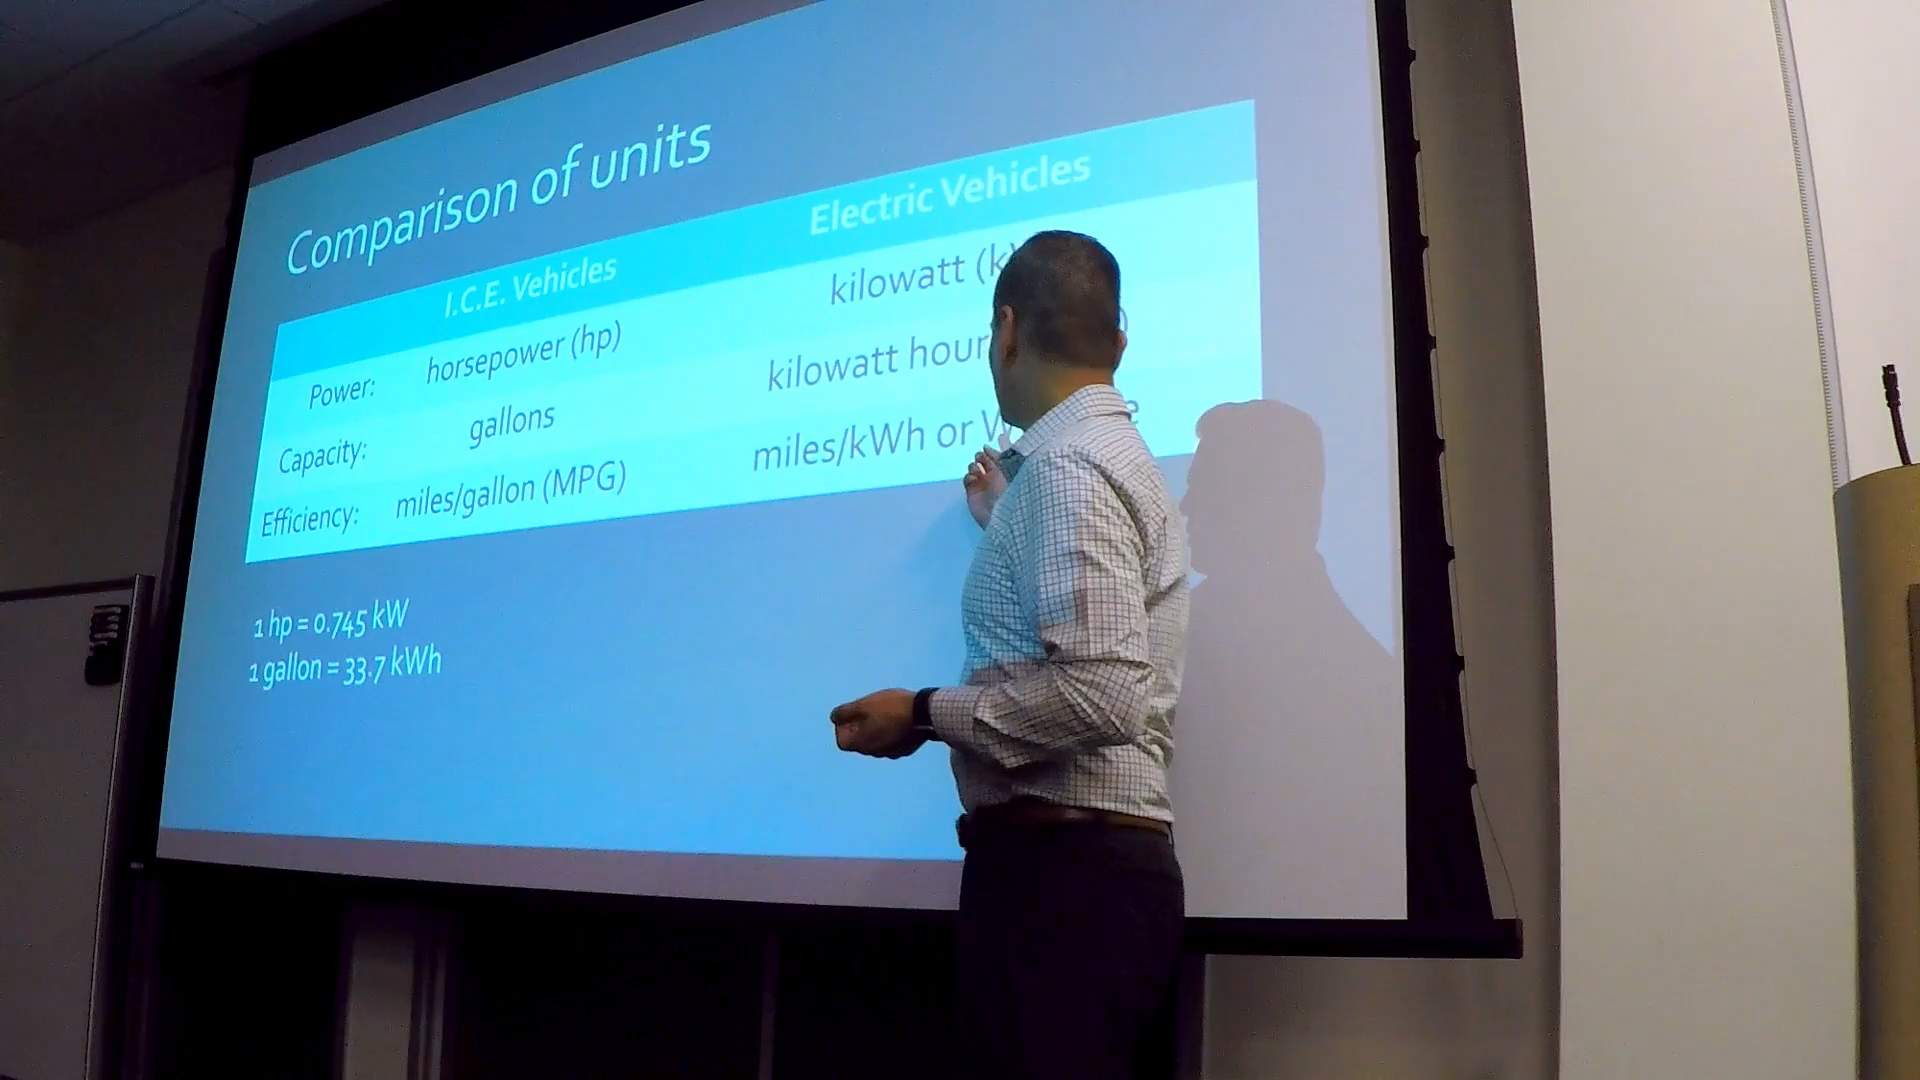 Comparison of units
I.C.E. Vehicles Electric Vehicles
Power: horsepower (hp) kilowatt (k
Capacity: gallons kilowatt hour )
Efficiency: miles/gallon (MPG) miles/kWh or W e
1 hp = 0.745 kW
1 gallon = 33.7 kWh